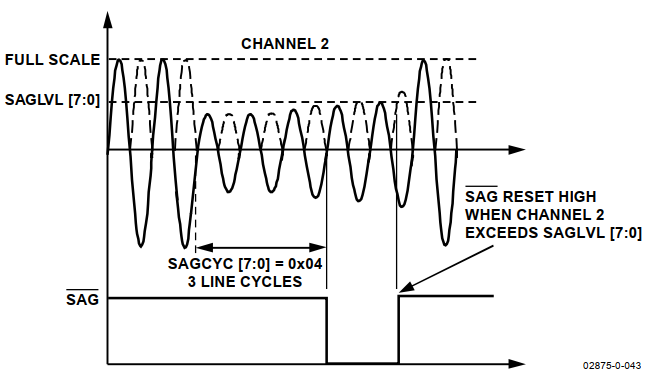 CHANNEL 2
FULL SCALE
SAGLVL [7:0]
SAG RESET HIGH
WHEN CHANNEL 2
EXCEEDS SAGLVL [7:0]
SAGCYC [7:0] = 0x04
3 LINE CYCLES
SAG
02875-0-043